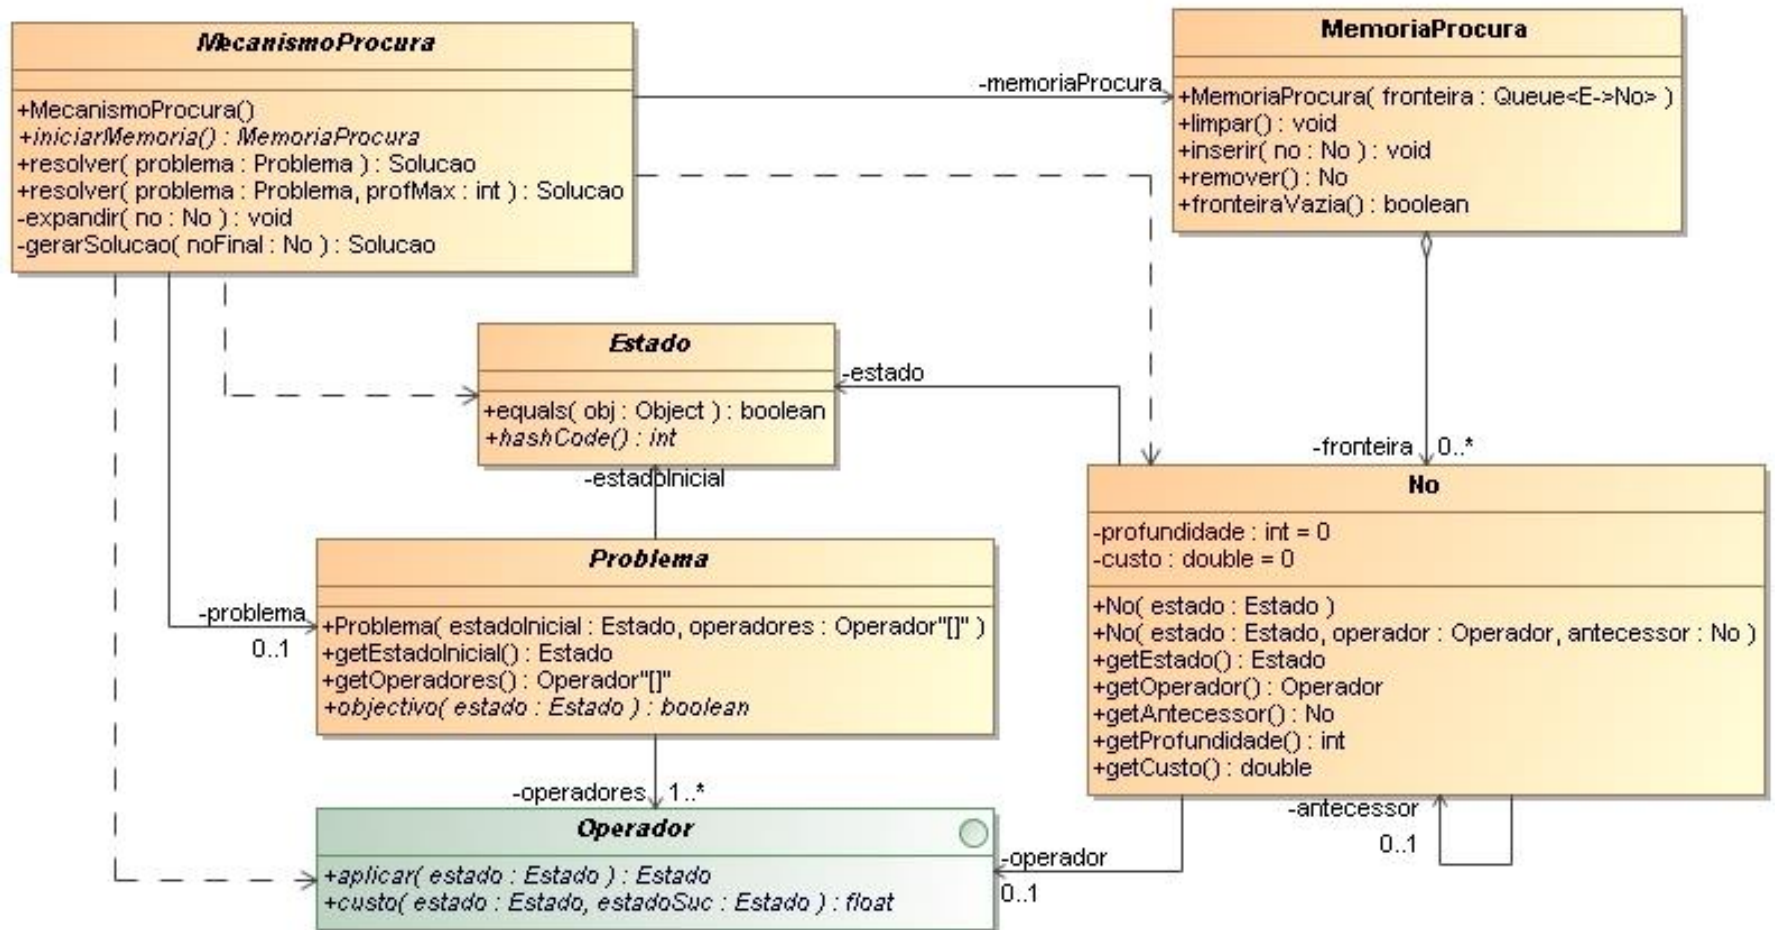 MecanismoProcura
+MecanismoProcura()
+iniciarMemoria() : MemoriaProcura
+resolver( problema : Problema ) : Solucao
+resolver( problema : Problema, profMax : int ) : Solucao
-expandir( no : No ) : void
-gerarSolucao( noFinal : No ) : Solucao
-memoriaProcura
MemoriaProcura
+MemoriaProcura( fronteira : Queue<E->No> )
+limpar() : void
+inserir( no : No ) : void
+remover() : No
+fronteiraVazia() : boolean
Estado
+equals( obj : Object ) : boolean
+hashCode() : int
-estado
-estadoInicial
-fronteira 0..*
No
-profundidade : int = 0
-custo : double = 0
+No( estado : Estado )
+No( estado : Estado, operador : Operador, antecessor : No )
+getEstado() : Estado
+getOperador() : Operador
+getAntecessor() : No
+getProfundidade() : int
+getCusto() : double
-problema
0..1
Problema
+Problema( estadoInicial : Estado, operadores : Operador"[]" )
+getEstadoInicial() : Estado
+getOperadores() : Operador"[]"
+objectivo( estado : Estado ) : boolean
-operadores 1..*
-antecessor
0..1
Operador
+aplicar( estado : Estado ) : Estado
+custo( estado : Estado, estadoSuc : Estado ) : float
-operador
0..1